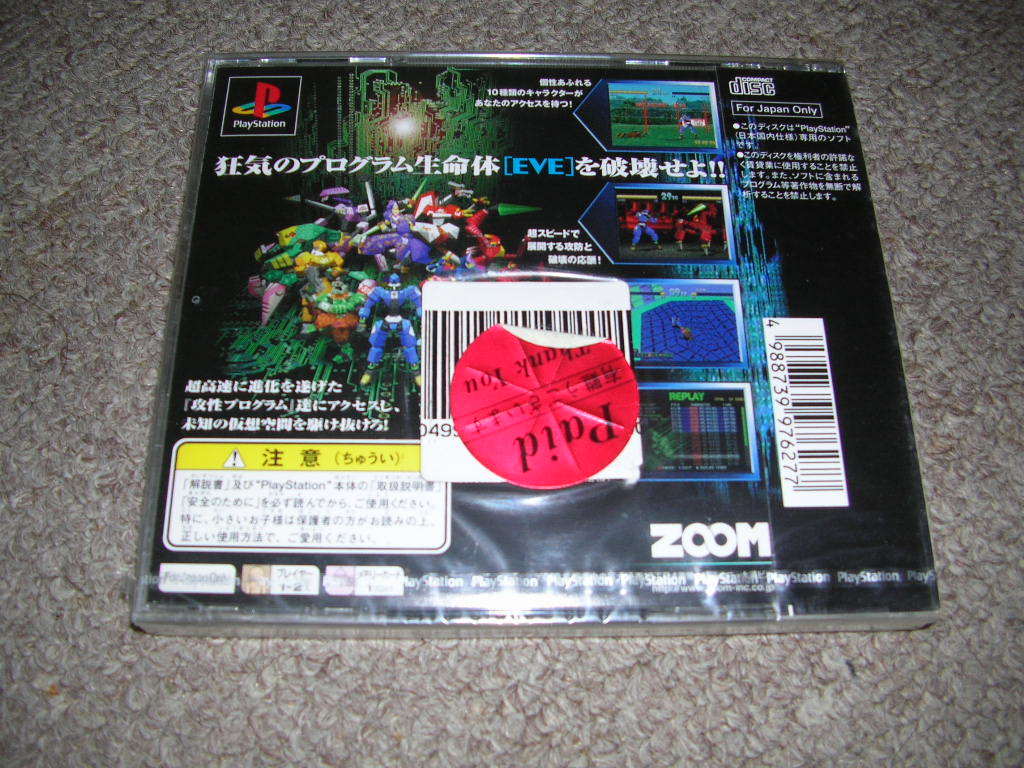 PlayStation
個性あふれる
10種類のキャラクターが
あなたのアクセスを待つ!
狂気のプログラム生命体[EVE]を破壊せよ!!
超スピードで
展開する攻防と
破壊の応酬!
超高速に進化を遂げた
『攻性プログラム』達にアクセスし、
未知の仮想空間を駆け抜けろ!
COMPACT
disc
For Japan Only
●このディスクは"PlayStation"
(日本国内仕様)専用のソフト
です。
●このディスクを権利者の許諾な
く賃貸業に使用することを禁止
します。また、ソフトに含まれる
プログラム等著作物を無断で解
析することを禁止します。
REPLAY
Paid
Thank You
有難うございます
4 988739 976277
注意(ちゅうい)
「解説書」及び"PlayStation"本体の「取扱説明書
「安全のために」を必ず読んでから、ご使用ください。
特に、小さいお子様は保護者の方がお読みの上、
正しい使用方法で、ご愛用ください。
ZOOM
For Japan Only
プレイヤー
1-2
PlayStation PlayStation PlayStation PlayStation PlayStation PlayStation PlayStation